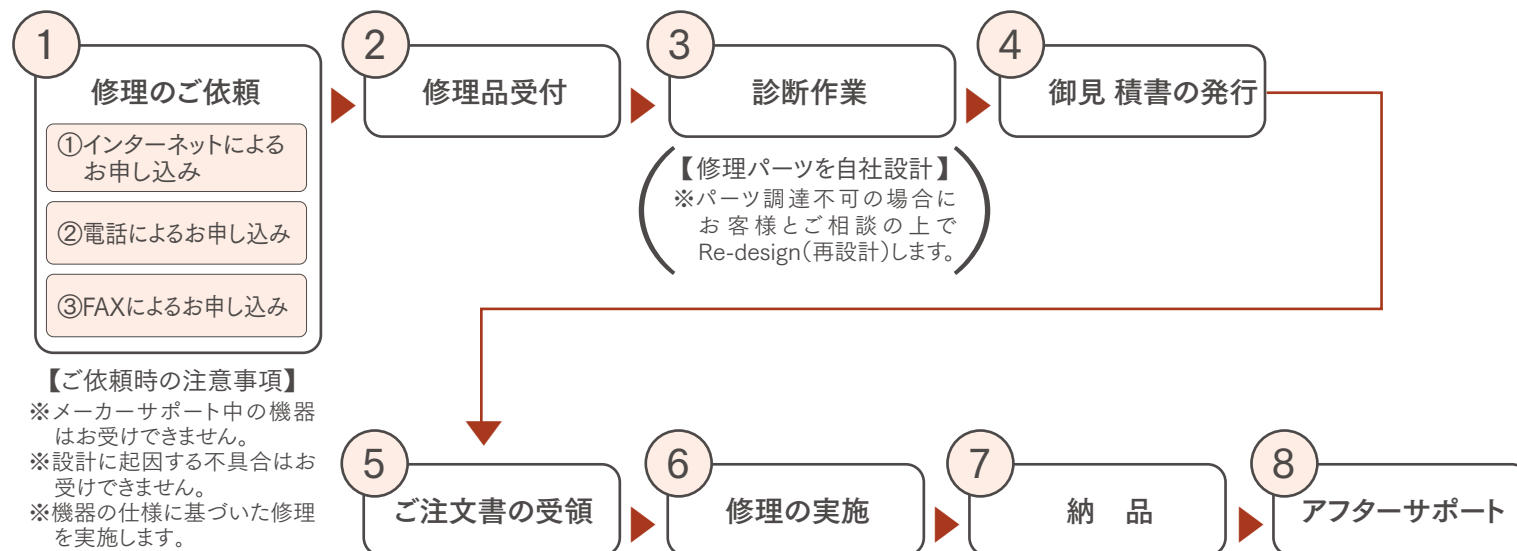 1
修理のご依頼
①インターネットによる
お申し込み
②電話によるお申し込み
③FAXによるお申し込み
【ご依頼時の注意事項】
※メーカーサポート中の機器
はお受けできません。
※設計に起因する不具合はお
受けできません。
※機器の仕様に基づいた修理
を実施します。
2
修理品受付
3
診断作業
【修理パーツを自社設計】
※パーツ調達不可の場合に
お客様とご相談の上で
Re-design(再設計)します。
4
御見 積書の発行
5
ご注文書の受領
6
修理の実施
7
納　品
8
アフターサポート